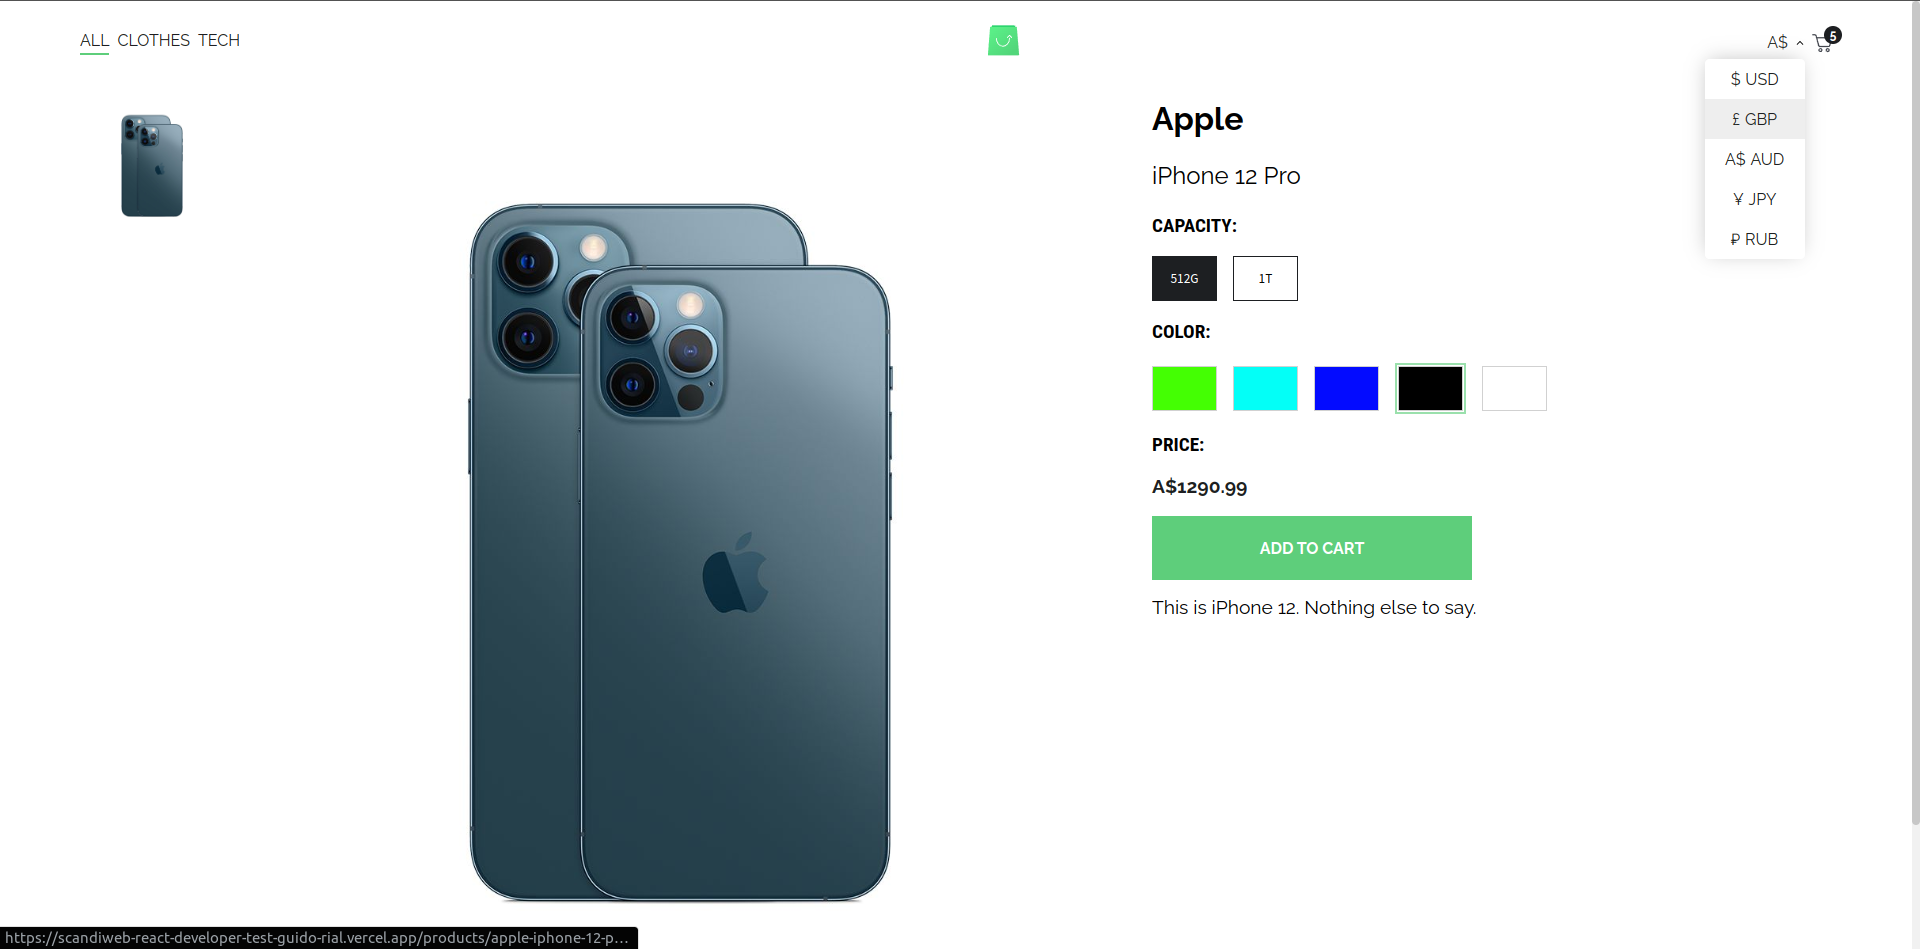 ALL CLOTHES TECH
A$ 5
$ USD
£ GBP
A$ AUD
¥ JPY
₽ RUB
Apple
iPhone 12 Pro
CAPACITY:
512G 1T
COLOR:
PRICE:
A$1290.99
ADD TO CART
This is iPhone 12. Nothing else to say.
https://scandiweb-react-developer-test-guido-rial.vercel.app/products/apple-iphone-12-p...